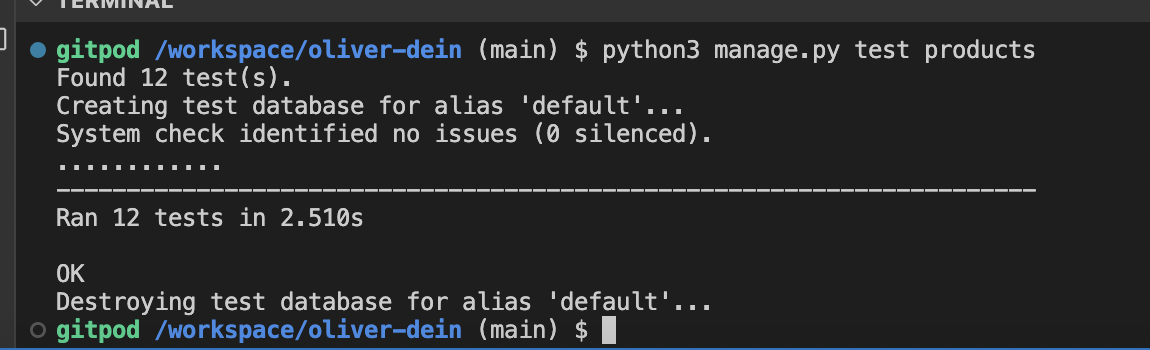 TERMINAL
gitpod /workspace/oliver-dein (main) $ python3 manage.py test products
Found 12 test(s).
Creating test database for alias 'default'...
System check identified no issues (0 silenced).
............
----------------------------------------------------------------------
Ran 12 tests in 2.510s

OK
Destroying test database for alias 'default'...
gitpod /workspace/oliver-dein (main) $